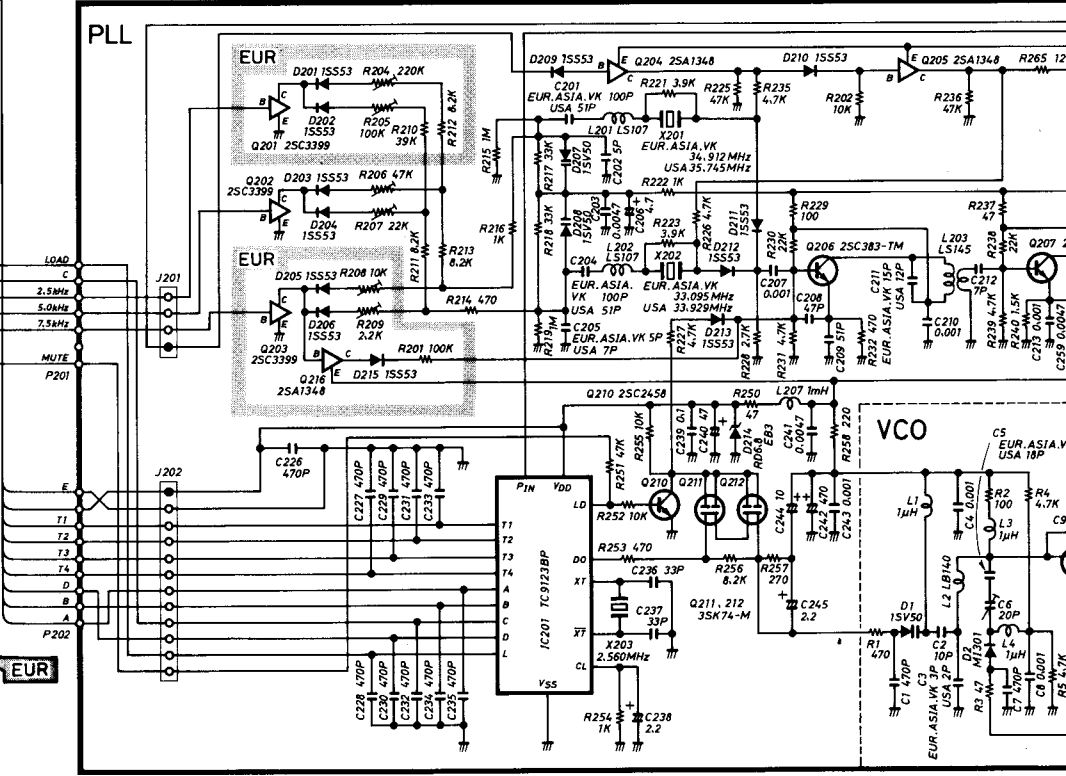 PLL
EUR
D201 1SS53
R204 220K
D202
1SS53
R205
100K
R210
39K
R212 8.2K
Q201 2SC3399
B
C
E
Q202
2SC3399
D203 1SS53
R206 47K
D204
1SS53
R207 22K
B
C
E
R211 8.2K
R213
8.2K
EUR
D205 1SS53
R208 10K
D206
1SS53
R209
2.2K
R214 470
B
C
E
Q203
2SC3399
R201 100K
D215 1SS53
Q216
2SA1348
B
C
E
LOAD
C
2.5kHz
5.0kHz
7.5kHz
MUTE
P201
J201
D209 1SS53
Q204 2SA1348
B
E
C
D210 1SS53
Q205 2SA1348
B
E
C
R265 12
C201
EUR.ASIA.VK 100P
USA 51P
R221 3.9K
R225
47K
R235
4.7K
R202
10K
R236
47K
L201 LS107
X201
EUR.ASIA.VK
34.912MHz
USA 35.745MHz
R215 1M
R217 33K
D207
1SV50
C202 5P
R216
1K
R218 33K
D208
1SV50
C203
0.0047
C206
+
4.7
R222 1K
R223
3.9K
R226 4.7K
D211
1SS53
L202
LS107
X202
C204
EUR.ASIA.
VK 100P
USA
51P
EUR.ASIA.VK
33.095MHz
USA 33.929MHz
D212
1SS53
R230
22K
R229
100
Q206 2SC383-TM
C207
0.001
C208
47P
D213
1SS53
R227
4.7K
R228 2.7K
R231 4.7K
C209 51P
R232 470
R219 1M
C205
EUR.ASIA.VK 5P
USA 7P
C211
EUR.ASIA.VK 15P
USA 12P
L203
LS145
C210
0.001
R237
47
R238
22K
Q207 2
C212
7P
R239 4.7K
R240 1.5K
C213 0.001
C259 0.0047
Q210 2SC2458
R250
47
L207 1mH
R255 10K
C239 0.1
C240 47
+
D214
RD6.8
EB3
C241
0.0047
R258 220
R251 47K
R252 10K
Q210
Q211
Q212
C244 10
+
C242 470
+
C243 0.001
R253 470
R256
8.2K
R257
270
C236 33P
C237
33P
X203
2.560MHz
Q211, 212
3SK74-M
+
C245
2.2
R254
1K
+
C238
2.2
C226
470P
C227 470P
C229 470P
C231 470P
C233 470P
J202
E
T1
T2
T3
T4
D
B
A
P202
EUR
C228 470P
C230 470P
C232 470P
C234 470P
C235 470P
PIN
VDD
LD
DO
XT
XT
CL
VSS
T1
T2
T3
T4
A
B
C
D
L
IC201 TC9123BP
VCO
C5
EUR.ASIA.V
USA 18P
L1
1µH
C4 0.001
R2
100
R4
4.7K
L3
1µH
C9
L2 LB140
C6
20P
D1
1SV50
R1
470
C2
10P
D2
MI301
L4
1µH
C1 470P
C3
EUR.ASIA.VK 3P
USA 2P
R3 47
C7 470P
C8 0.001
R5 4.7K